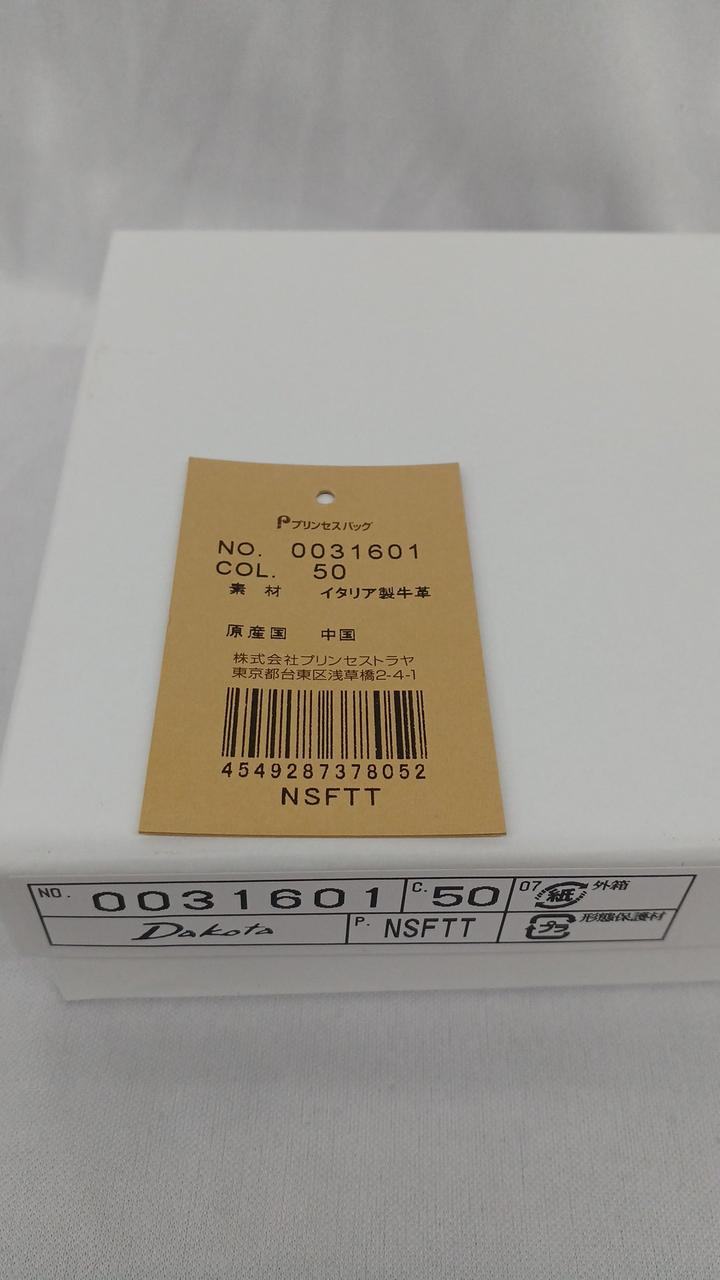 プリンセスバッグ
NO. 0031601
COL. 50
素材 イタリア製牛革
原産国 中国
株式会社プリンセストラヤ
東京都台東区浅草橋2-4-1
4549287378052
NSFTT
NO. 0031601 C. 50 07 紙 外箱
Dakota P. NSFTT プラ 形態保護材